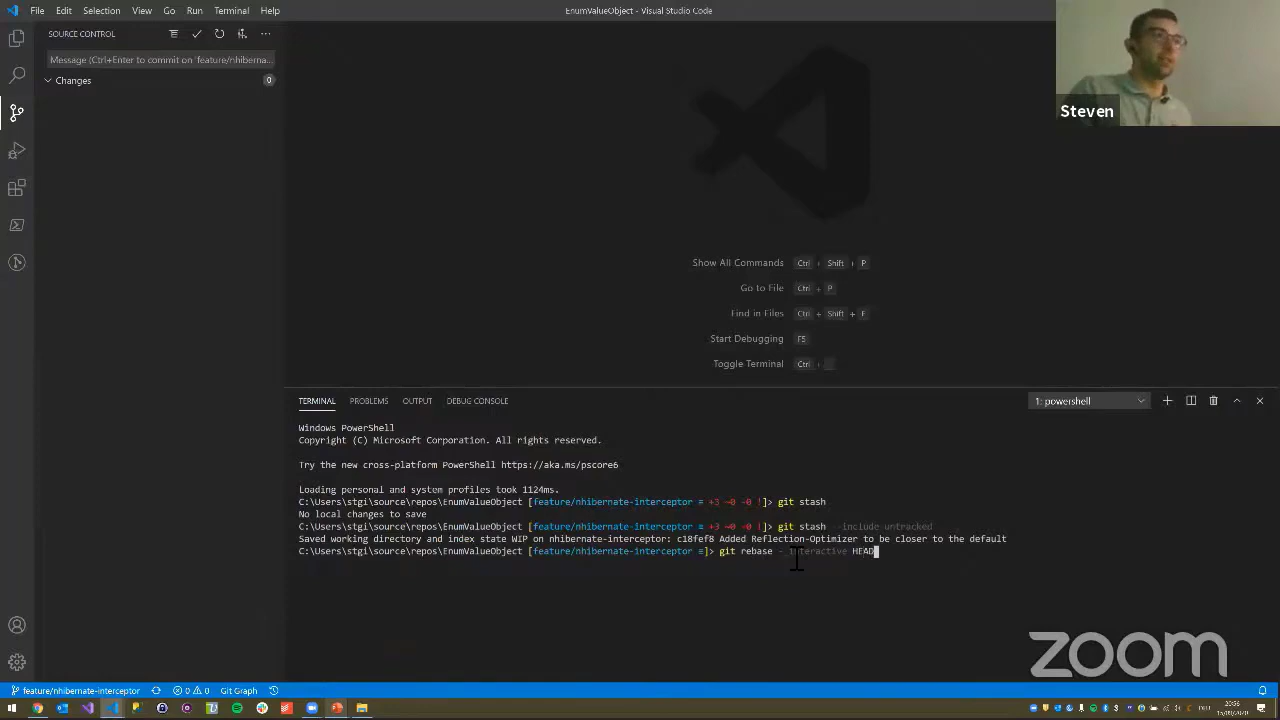 File Edit Selection View Go Run Terminal Help
EnumValueObject - Visual Studio Code
SOURCE CONTROL
Message (Ctrl+Enter to commit on 'feature/nhiberna...
Changes 0
Steven
Show All Commands Ctrl + Shift + P
Go to File Ctrl + P
Find in Files Ctrl + Shift + F
Start Debugging F5
Toggle Terminal Ctrl +
TERMINAL PROBLEMS OUTPUT DEBUG CONSOLE
1: powershell
Windows PowerShell
Copyright (C) Microsoft Corporation. All rights reserved.
Try the new cross-platform PowerShell https://aka.ms/pscore6
Loading personal and system profiles took 1124ms.
C:\Users\stgi\source\repos\EnumValueObject [feature/nhibernate-interceptor ≡ +3 ~0 -0 !]> git stash
No local changes to save
C:\Users\stgi\source\repos\EnumValueObject [feature/nhibernate-interceptor ≡ +3 ~0 -0 !]> git stash --include untracked
Saved working directory and index state WIP on nhibernate-interceptor: c18fef8 Added Reflection-Optimizer to be closer to the default
C:\Users\stgi\source\repos\EnumValueObject [feature/nhibernate-interceptor ≡]> git rebase --interactive HEAD
zoom
feature/nhibernate-interceptor 0 0 Git Graph
20:56
15/09/2020